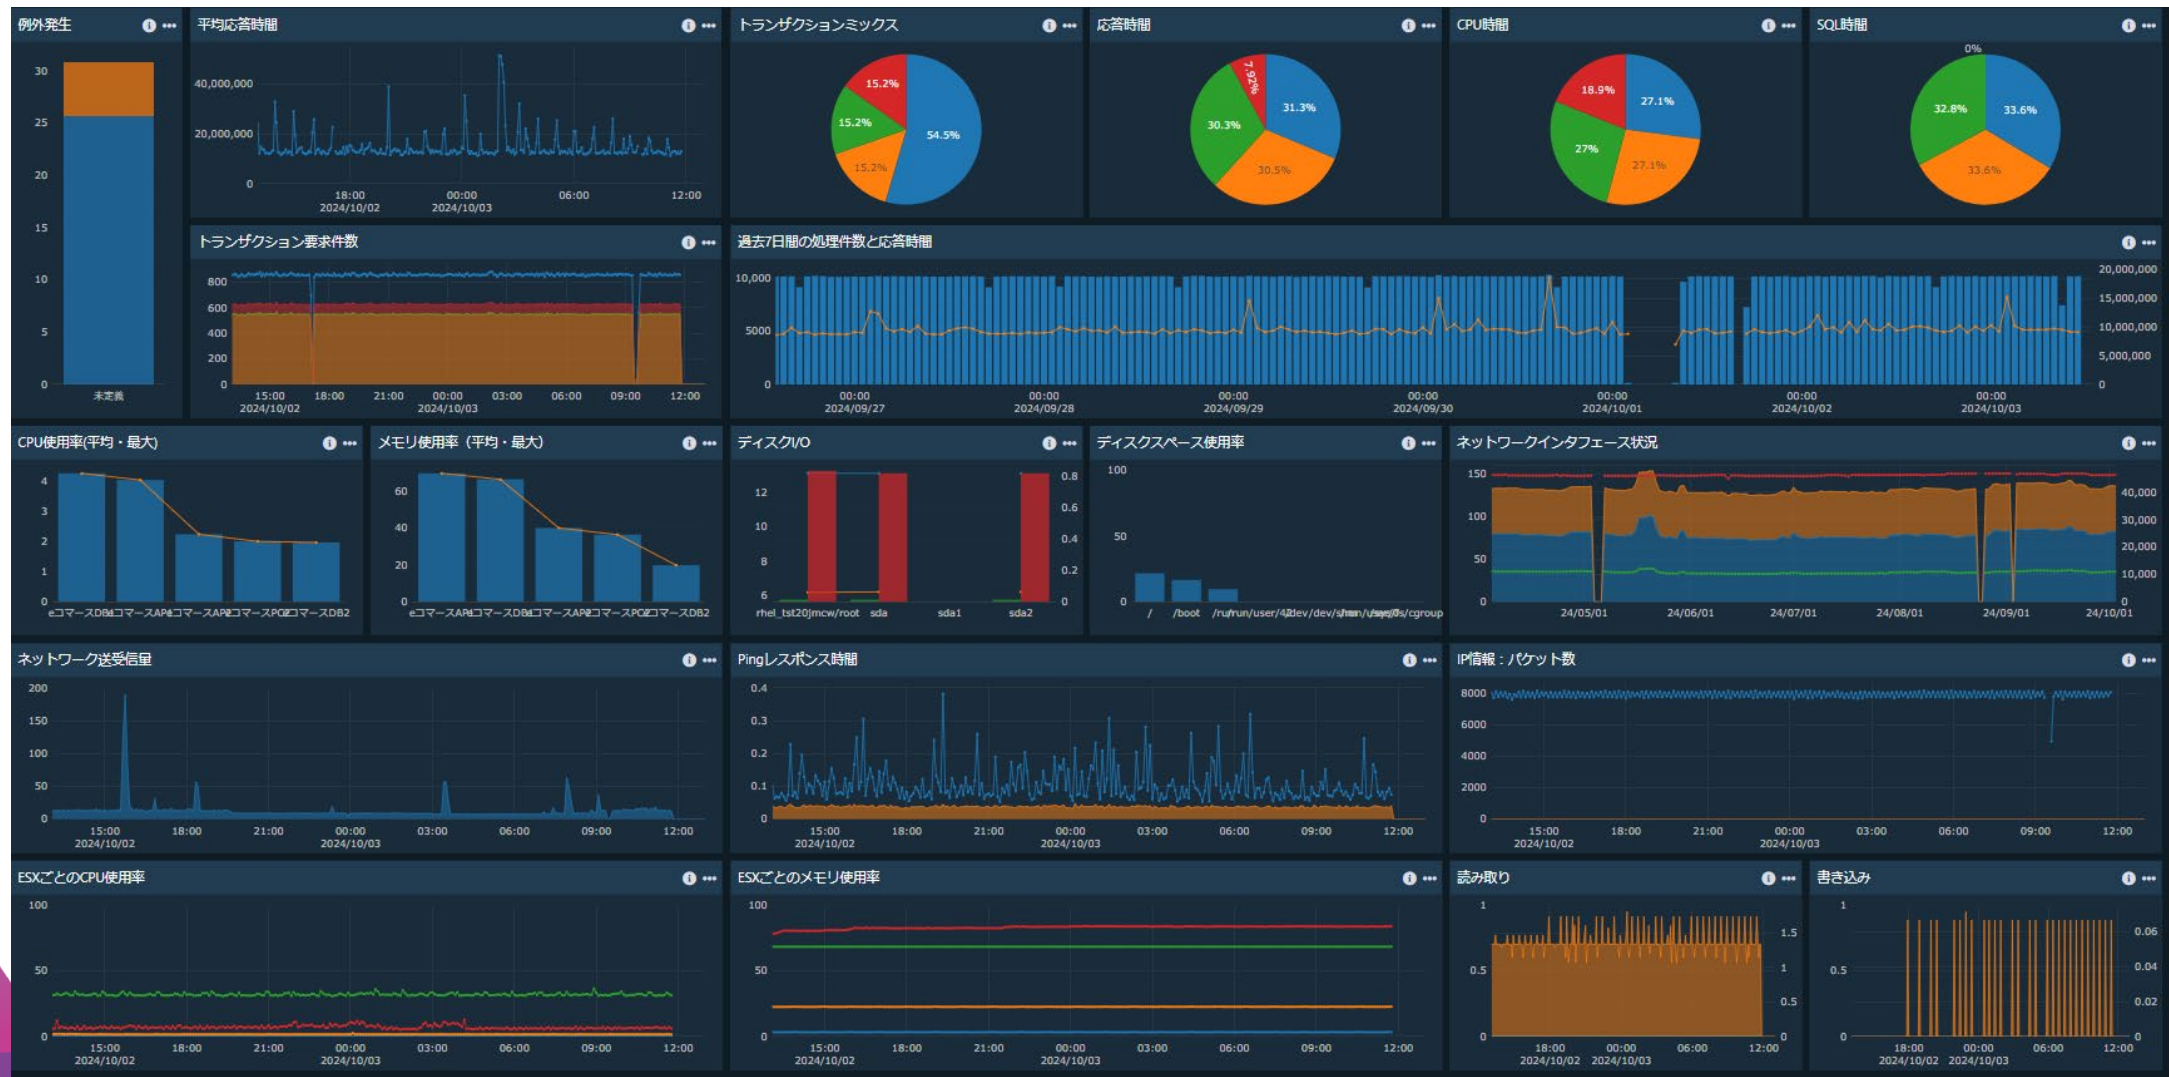 例外発生
30
25
20
15
10
5
0
未定義
平均応答時間
40,000,000
20,000,000
0
18:00 00:00 06:00 12:00
2024/10/02 2024/10/03
トランザクションミックス
15.2%
15.2%
54.5%
15.2%
応答時間
7.92%
31.3%
30.3%
30.5%
CPU時間
18.9%
27.1%
27%
27.1%
SQL時間
0%
32.8%
33.6%
33.6%
トランザクション要求件数
800
600
400
200
0
15:00 18:00 21:00 00:00 03:00 06:00 09:00 12:00
2024/10/02 2024/10/03
過去7日間の処理件数と応答時間
10,000
5000
0
20,000,000
15,000,000
10,000,000
5,000,000
0
00:00 00:00 00:00 00:00 00:00 00:00 00:00
2024/09/27 2024/09/28 2024/09/29 2024/09/30 2024/10/01 2024/10/02 2024/10/03
CPU使用率(平均・最大)
4
3
2
1
0
eコマースDB1
eコマースDB2
メモリ使用率（平均・最大）
60
40
20
0
eコマースDB2
ディスクI/O
12
10
8
6
0.8
0.6
0.4
0.2
0
rhel_tst20jmcw/root sda sda1 sda2
ディスクスペース使用率
100
50
0
/ /boot
ネットワークインタフェース状況
150
100
50
0
40,000
30,000
20,000
10,000
0
24/05/01 24/06/01 24/07/01 24/08/01 24/09/01 24/10/01
ネットワーク送受信量
200
150
100
50
0
15:00 18:00 21:00 00:00 03:00 06:00 09:00 12:00
2024/10/02 2024/10/03
Pingレスポンス時間
0.4
0.3
0.2
0.1
0
15:00 18:00 21:00 00:00 03:00 06:00 09:00 12:00
2024/10/02 2024/10/03
IP情報：パケット数
8000
6000
4000
2000
0
15:00 18:00 21:00 00:00 03:00 06:00 09:00 12:00
2024/10/02 2024/10/03
ESXごとのCPU使用率
100
50
0
15:00 18:00 21:00 00:00 03:00 06:00 09:00 12:00
2024/10/02 2024/10/03
ESXごとのメモリ使用率
100
50
0
15:00 18:00 21:00 00:00 03:00 06:00 09:00 12:00
2024/10/02 2024/10/03
読み取り
1
0.5
0
1.5
1
0.5
0
18:00 00:00 06:00 12:00
2024/10/02 2024/10/03
書き込み
1
0.5
0
0.06
0.04
0.02
0
18:00 00:00 06:00 12:00
2024/10/02 2024/10/03